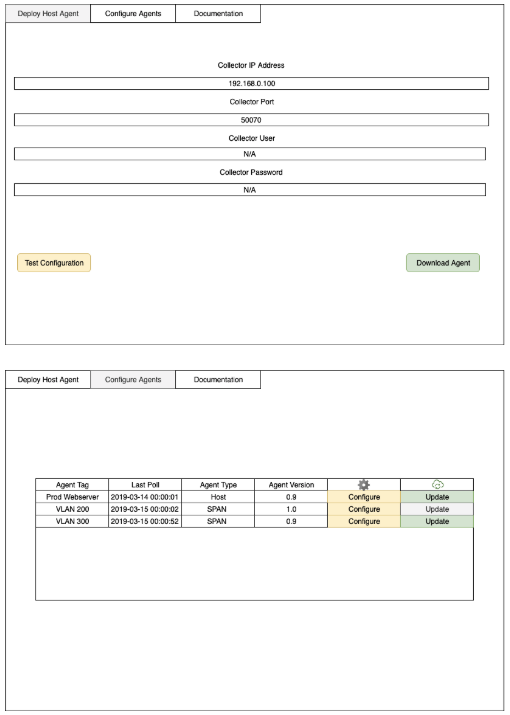 Deploy Host Agent Configure Agents Documentation
Collector IP Address
192.168.0.100
Collector Port
50070
Collector User
N/A
Collector Password
N/A
Test Configuration Download Agent
Deploy Host Agent Configure Agents Documentation
Agent Tag Last Poll Agent Type Agent Version
Prod Webserver 2019-03-14 00:00:01 Host 0.9 Configure Update
VLAN 200 2019-03-15 00:00:02 SPAN 1.0 Configure Update
VLAN 300 2019-03-15 00:00:52 SPAN 0.9 Configure Update